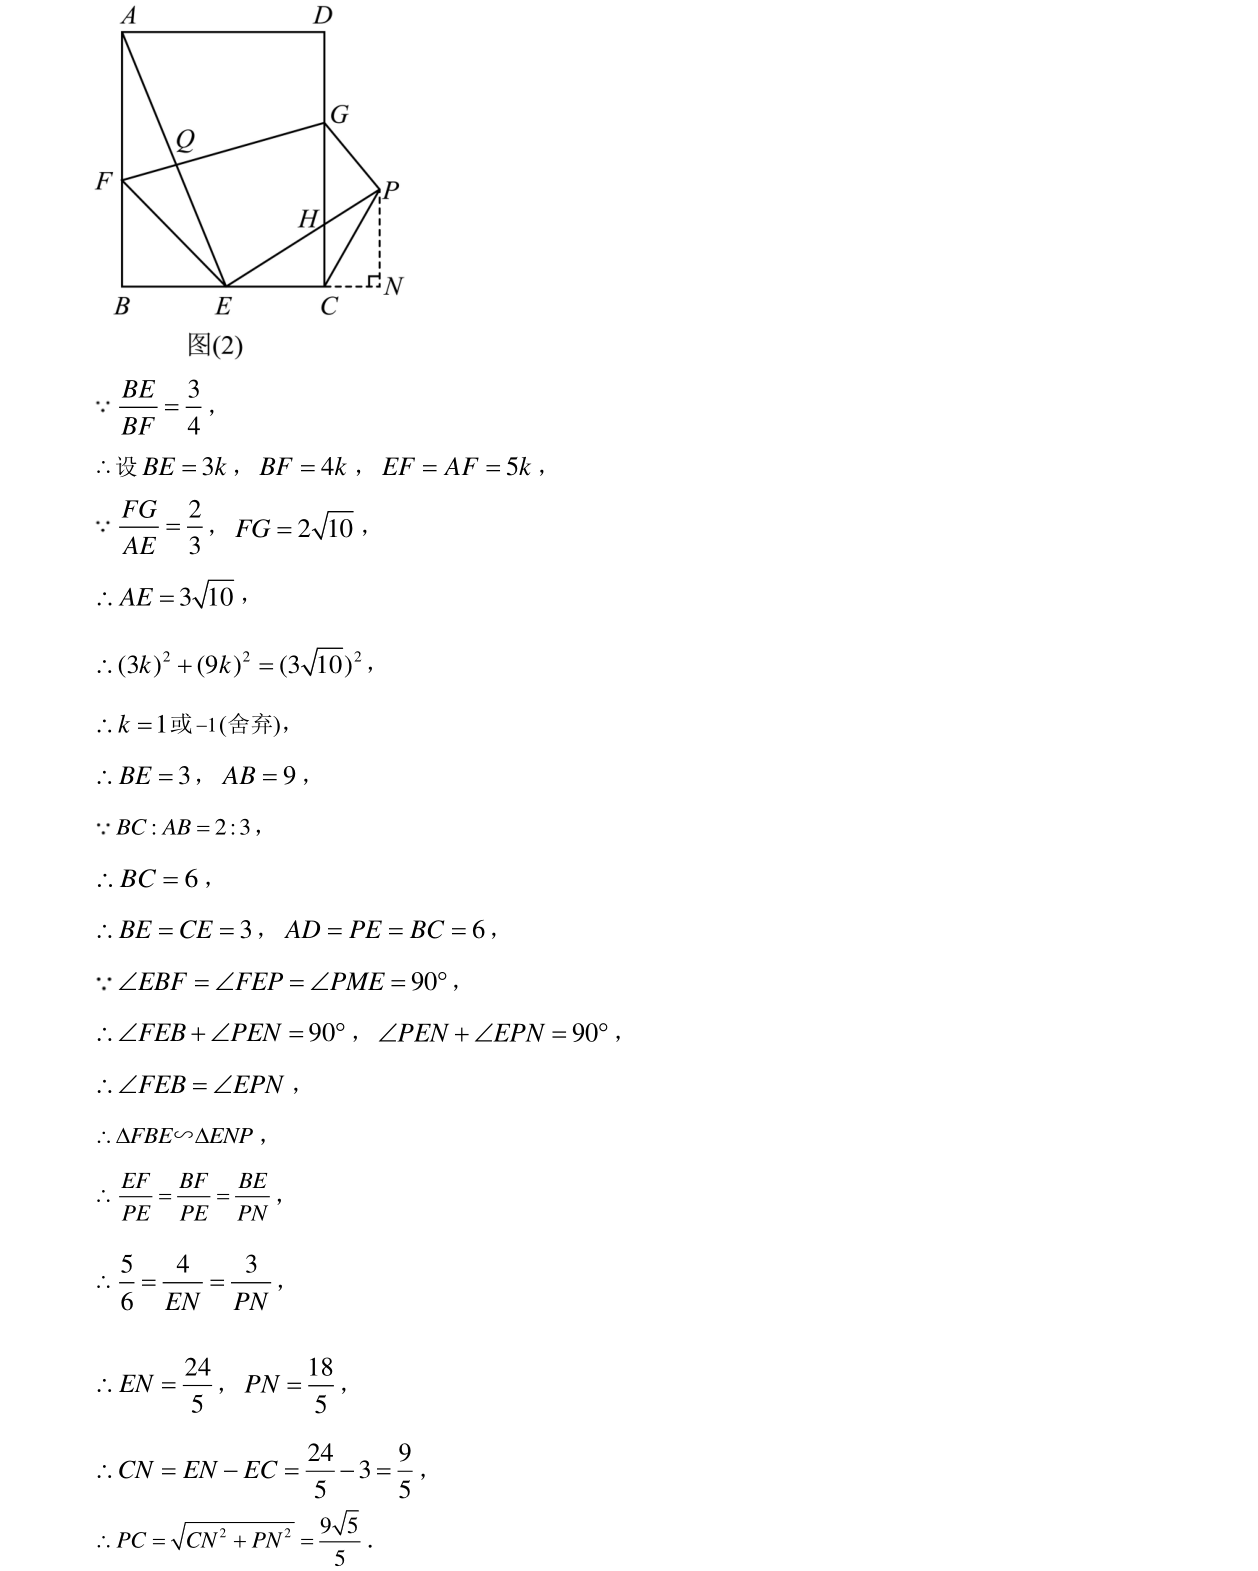 A D
G
Q
F P
H
N
B E C
图(2)
∵ BE/BF = 3/4，
∴设 BE = 3k， BF = 4k， EF = AF = 5k，
∵ FG/AE = 2/3， FG = 2√10，
∴ AE = 3√10，
∴ (3k)² + (9k)² = (3√10)²，
∴ k = 1或 −1 (舍弃)，
∴ BE = 3， AB = 9，
∵ BC : AB = 2 : 3，
∴ BC = 6，
∴ BE = CE = 3， AD = PE = BC = 6，
∵ ∠EBF = ∠FEP = ∠PME = 90°，
∴ ∠FEB + ∠PEN = 90°， ∠PEN + ∠EPN = 90°，
∴ ∠FEB = ∠EPN ，
∴ ΔFBE∽ΔENP ，
∴ EF/PE = BF/PE = BE/PN，
∴ 5/6 = 4/EN = 3/PN，
∴ EN = 24/5， PN = 18/5，
∴ CN = EN − EC = 24/5 − 3 = 9/5，
∴ PC = √(CN² + PN²) = 9√5/5．